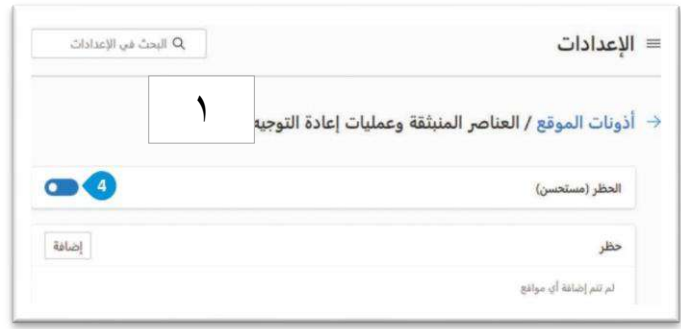 الإعدادات
البحث في الإعدادات
أذونات الموقع / العناصر المنبثقة وعمليات إعادة التوجيه
١
الحظر (مستحسن)
4
حظر
إضافة
لم تتم إضافة أي مواقع